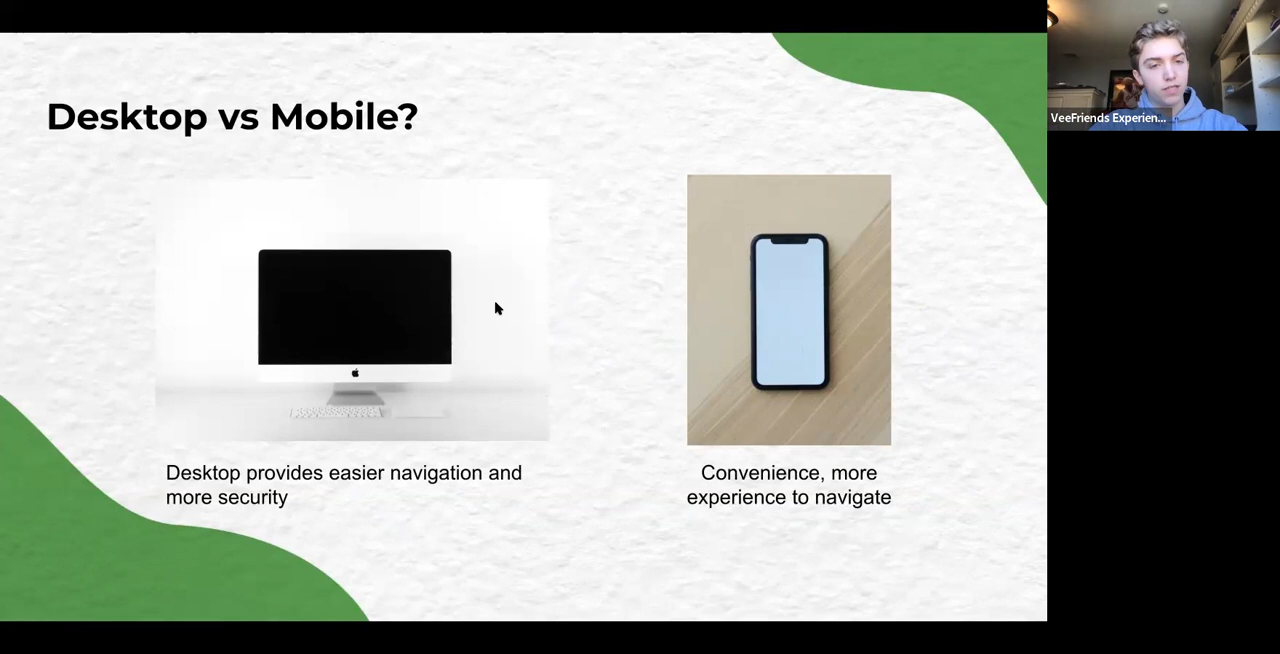 Desktop vs Mobile?
VeeFriends Experien...
Desktop provides easier navigation and
more security
Convenience, more
experience to navigate